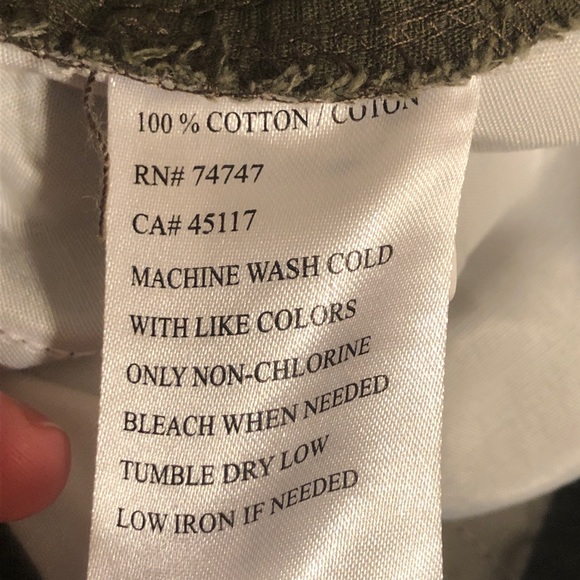 100 % COTTON / COTON
RN# 74747
CA# 45117
MACHINE WASH COLD
WITH LIKE COLORS
ONLY NON-CHLORINE
BLEACH WHEN NEEDED
TUMBLE DRY LOW
LOW IRON IF NEEDED